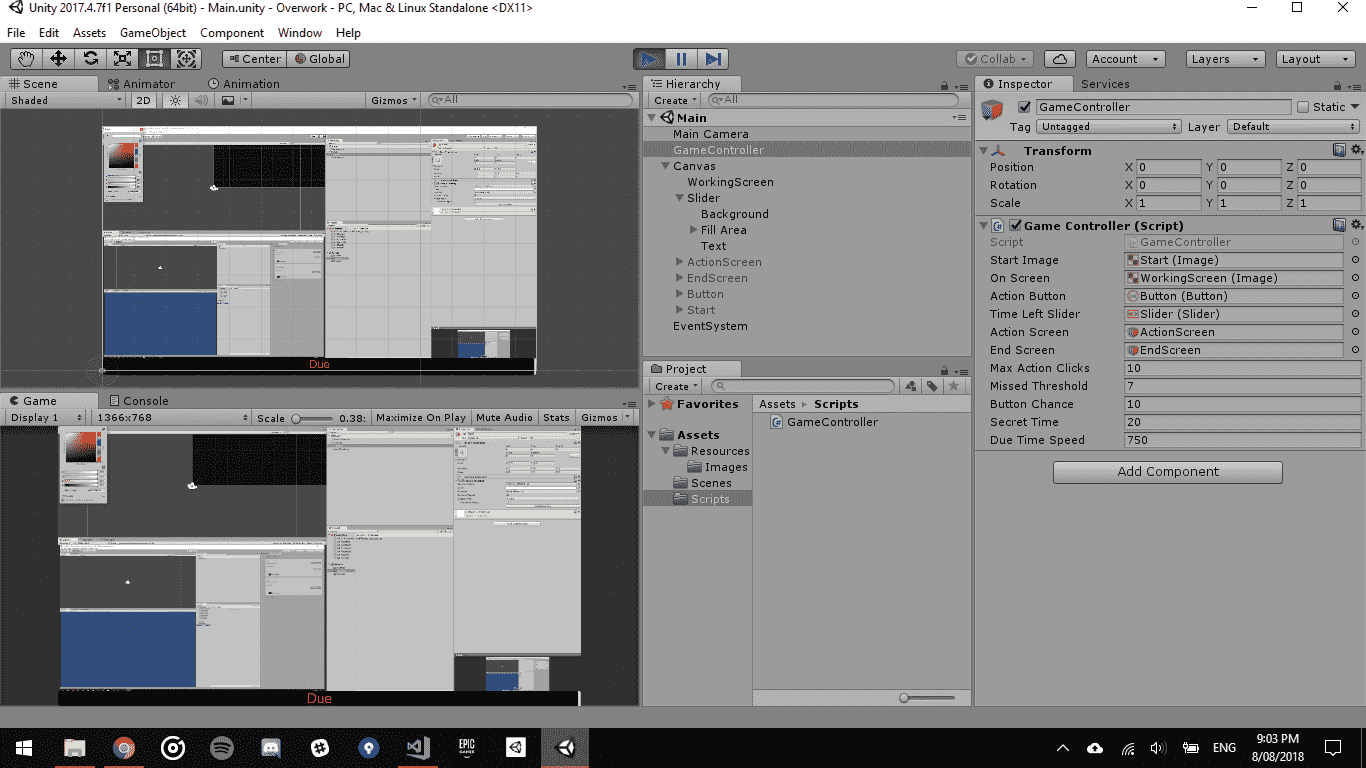 Unity 2017.4.7f1 Personal (64bit) - Main.unity - Overwork - PC, Mac & Linux Standalone <DX11>
File Edit Assets GameObject Component Window Help
Center Global Collab Account Layers Layout
Scene Animator Animation
Shaded 2D Gizmos All
Due
Game Console
Display 1 1366x768 Scale 0.38: Maximize On Play Mute Audio Stats Gizmos
Due
Hierarchy
Create All
Main
Main Camera
GameController
Canvas
WorkingScreen
Slider
Background
Fill Area
Text
ActionScreen
EndScreen
Button
Start
EventSystem
Project
Create
Favorites
Assets
Resources
Images
Scenes
Scripts
Assets Scripts
GameController
Inspector Services
GameController Static
Tag Untagged Layer Default
Transform
Position X 0 Y 0 Z 0
Rotation X 0 Y 0 Z 0
Scale X 1 Y 1 Z 1
Game Controller (Script)
Script GameController
Start Image Start (Image)
On Screen WorkingScreen (Image)
Action Button Button (Button)
Time Left Slider Slider (Slider)
Action Screen ActionScreen
End Screen EndScreen
Max Action Clicks 10
Missed Threshold 7
Button Chance 10
Secret Time 20
Due Time Speed 750
Add Component
EPIC GAMES
ENG
9:03 PM
8/08/2018